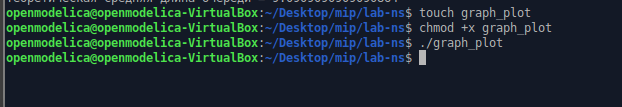 openmodelica@openmodelica-VirtualBox:~/Desktop/mip/lab-ns$ touch graph_plot
openmodelica@openmodelica-VirtualBox:~/Desktop/mip/lab-ns$ chmod +x graph_plot
openmodelica@openmodelica-VirtualBox:~/Desktop/mip/lab-ns$ ./graph_plot
openmodelica@openmodelica-VirtualBox:~/Desktop/mip/lab-ns$